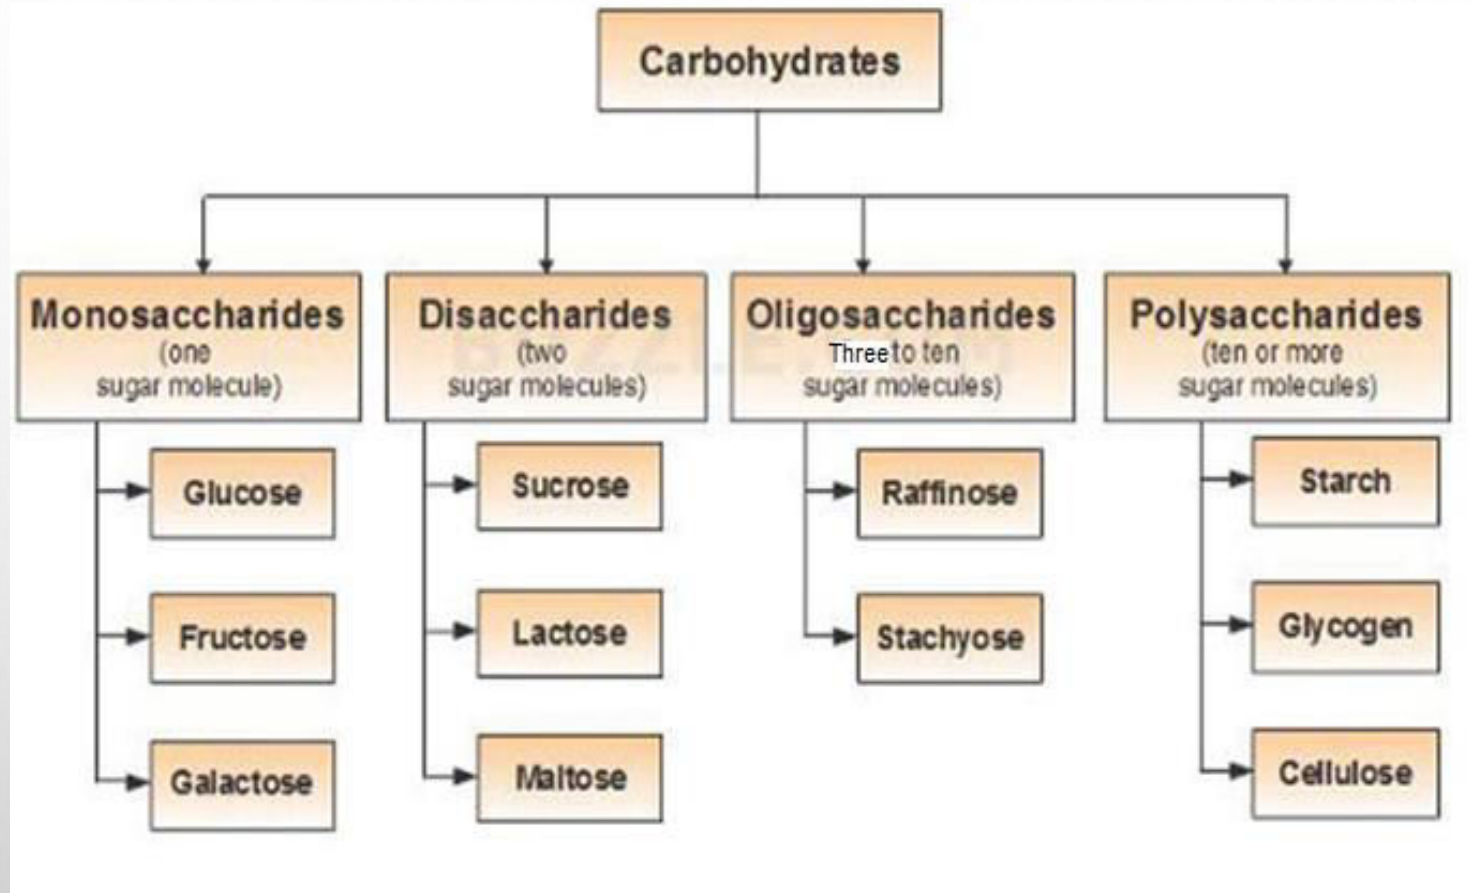 Carbohydrates
Monosaccharides
(one
sugar molecule)
Glucose
Fructose
Galactose
Disaccharides
(two
sugar molecules)
Sucrose
Lactose
Maltose
Oligosaccharides
Three to ten
sugar molecules)
Raffinose
Stachyose
Polysaccharides
(ten or more
sugar molecules)
Starch
Glycogen
Cellulose